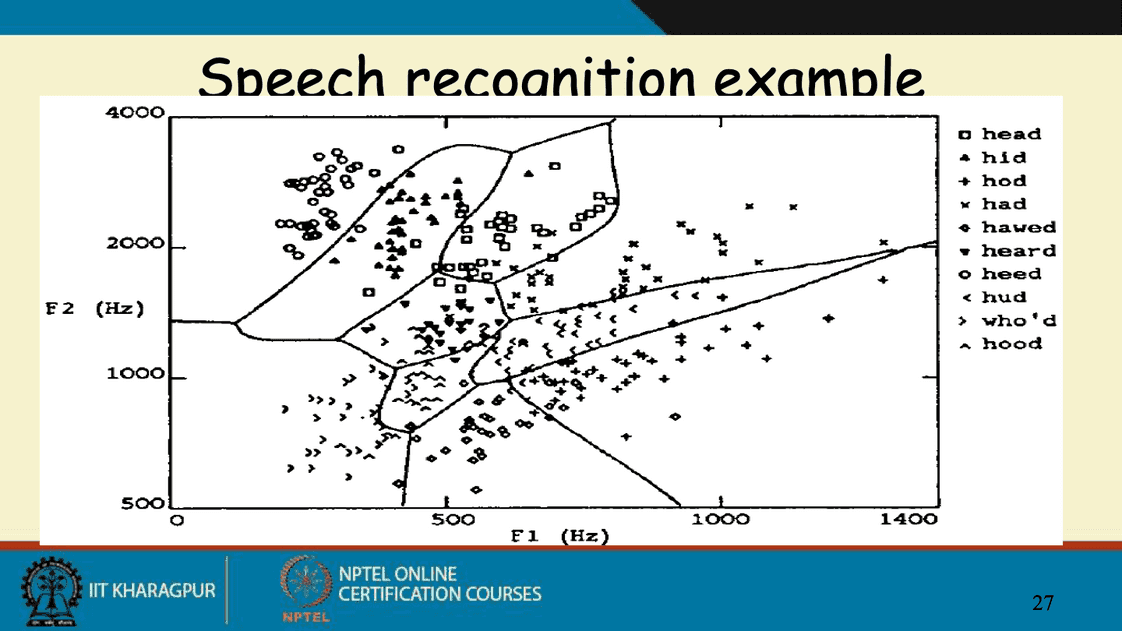 Speech recognition example
4000
2000
F2 (Hz)
1000
500
0
500
1000
1400
F1 (Hz)
head
hid
hod
had
hawed
heard
heed
hud
who'd
hood
IIT KHARAGPUR
NPTEL
NPTEL ONLINE
CERTIFICATION COURSES
27